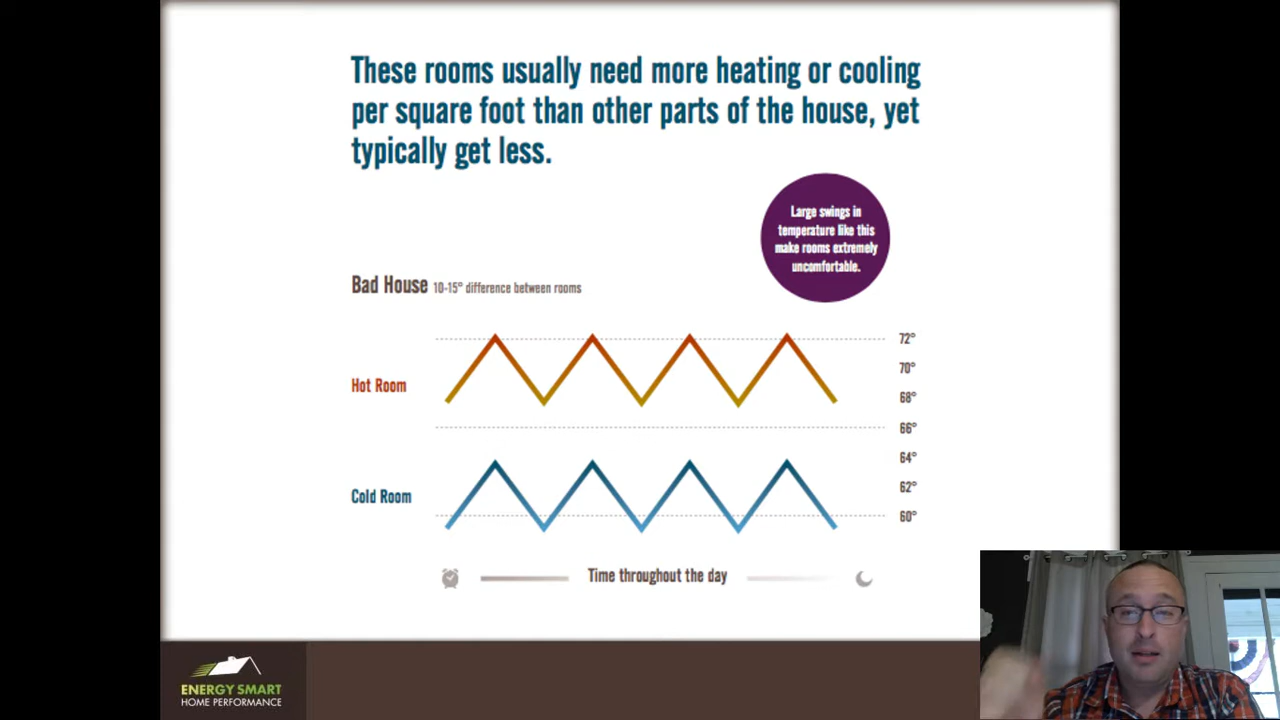 These rooms usually need more heating or cooling
per square foot than other parts of the house, yet
typically get less.
Large swings in
temperature like this
make rooms extremely
uncomfortable.
Bad House 10-15° difference between rooms
72°
70°
Hot Room
68°
66°
64°
62°
Cold Room
60°
Time throughout the day
ENERGY SMART
HOME PERFORMANCE